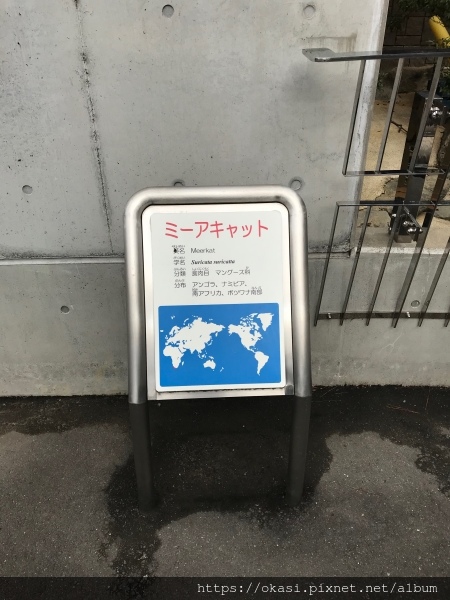 ミーアキャット
英名 Meerkat
学名 Suricata suricatta
分類 食肉目 マングース科
分布 アンゴラ、ナミビア、
南アフリカ、ボツワナ南部
https://okasi.pixnet.net/album